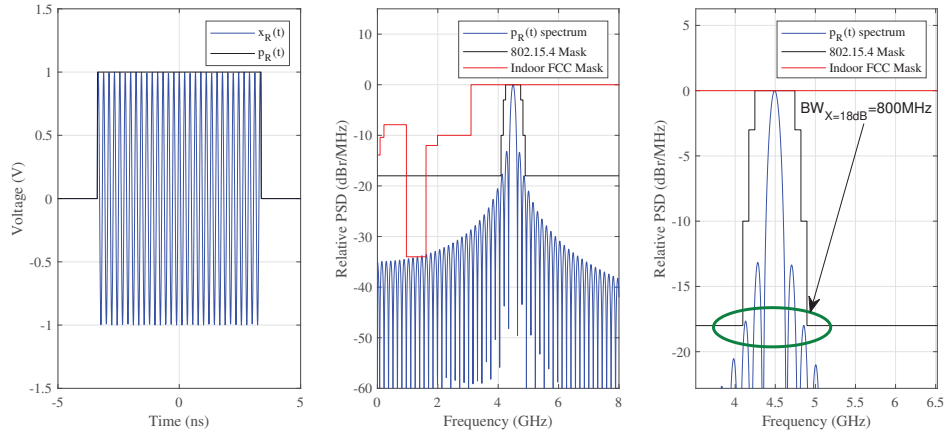 x_R(t)
p_R(t)
Voltage (V)
1.5
1
0.5
0
-0.5
-1
-1.5
-5
0
5
Time (ns)
p_R(t) spectrum
802.15.4 Mask
Indoor FCC Mask
Relative PSD (dBr/MHz)
10
0
-10
-20
-30
-40
-50
-60
0
2
4
6
8
Frequency (GHz)
p_R(t) spectrum
802.15.4 Mask
Indoor FCC Mask
BW_X=18dB=800MHz
Relative PSD (dBr/MHz)
5
0
-5
-10
-15
-20
4
4.5
5
5.5
6
6.5
Frequency (GHz)